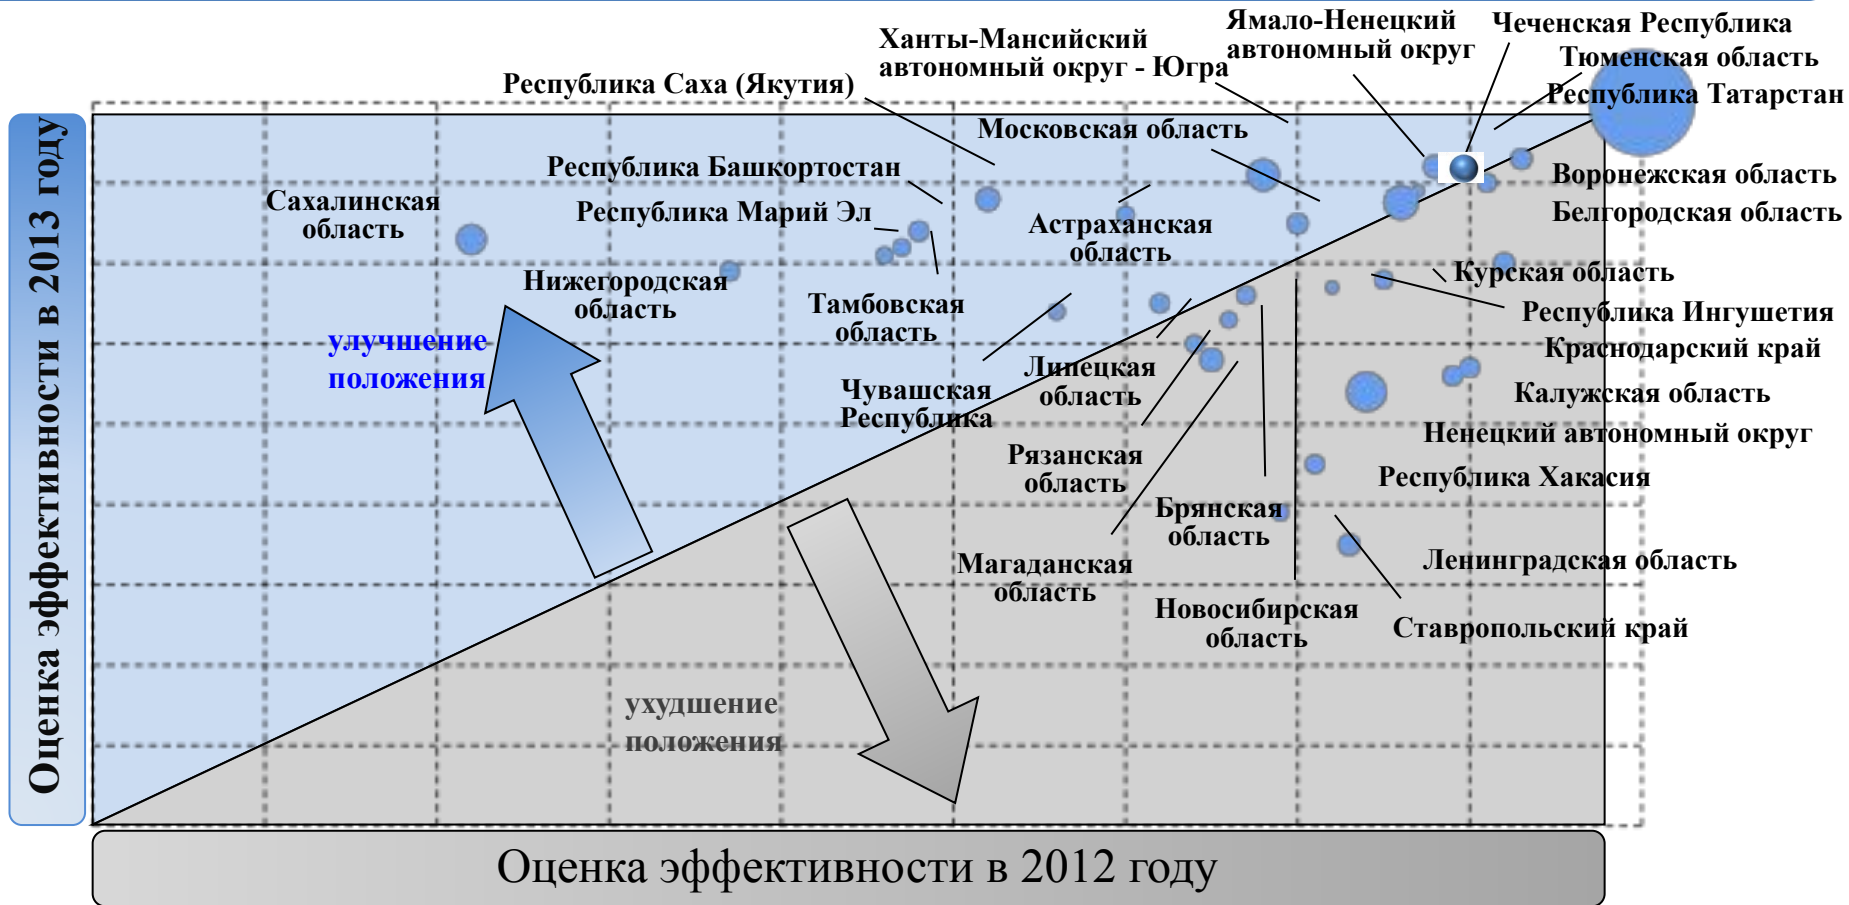 Ямало-Ненецкий
автономный округ
Чеченская Республика
Ханты-Мансийский
автономный округ - Югра
Тюменская область
Республика Саха (Якутия)
Республика Татарстан
Московская область
Республика Башкортостан
Воронежская область
Сахалинская
область
Республика Марий Эл
Белгородская область
Астраханская
область
Нижегородская
область
Курская область
Тамбовская
область
Республика Ингушетия
улучшение
положения
Краснодарский край
Чувашская
Республика
Липецкая
область
Калужская область
Ненецкий автономный округ
Рязанская
область
Республика Хакасия
Брянская
область
Магаданская
область
Ленинградская область
Новосибирская
область
Ставропольский край
ухудшение
положения
Оценка эффективности в 2013 году
Оценка эффективности в 2012 году